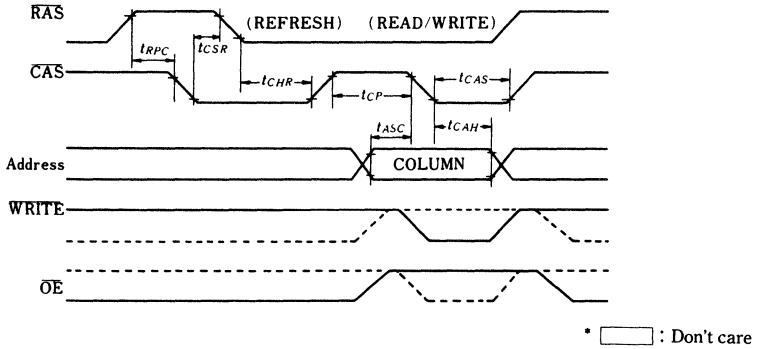 RAS (REFRESH) (READ/WRITE)
tRPC tCSR
CAS tCHR tCP tCAS
tASC tCAH
Address COLUMN
WRITE
OE
* : Don't care